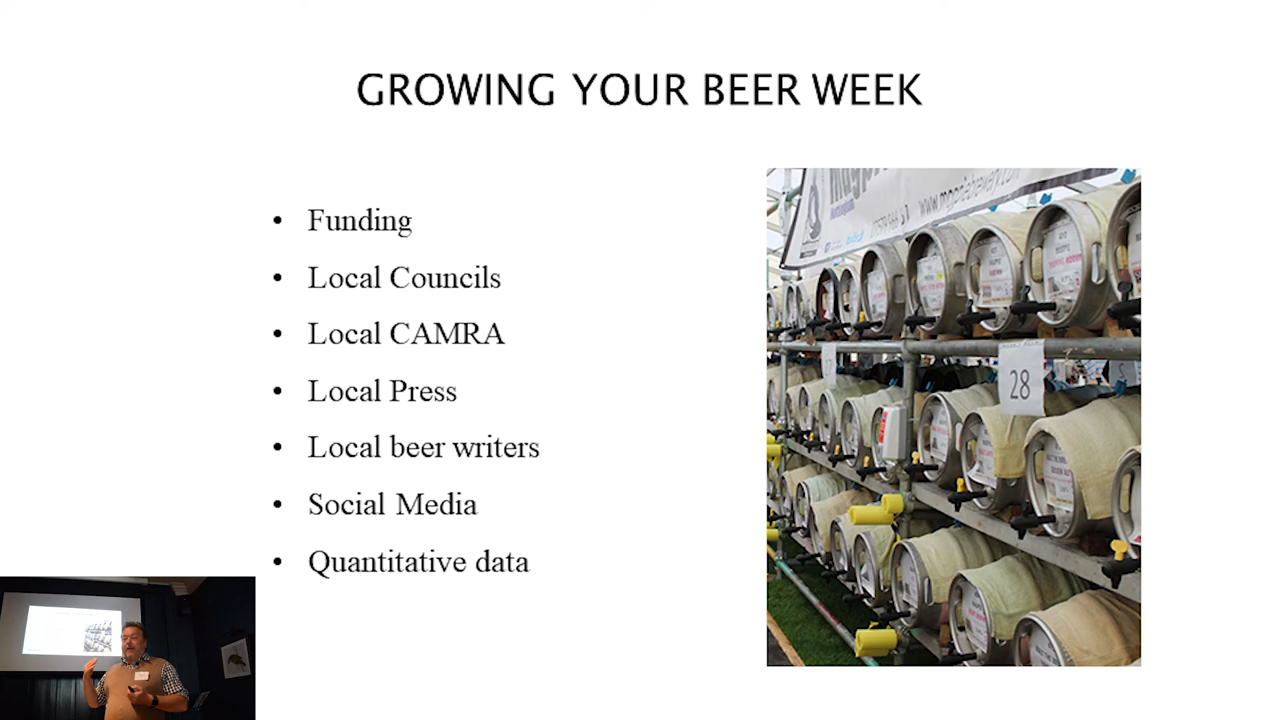 GROWING YOUR BEER WEEK
• Funding
• Local Councils
• Local CAMRA
• Local Press
• Local beer writers
• Social Media
• Quantitative data
28